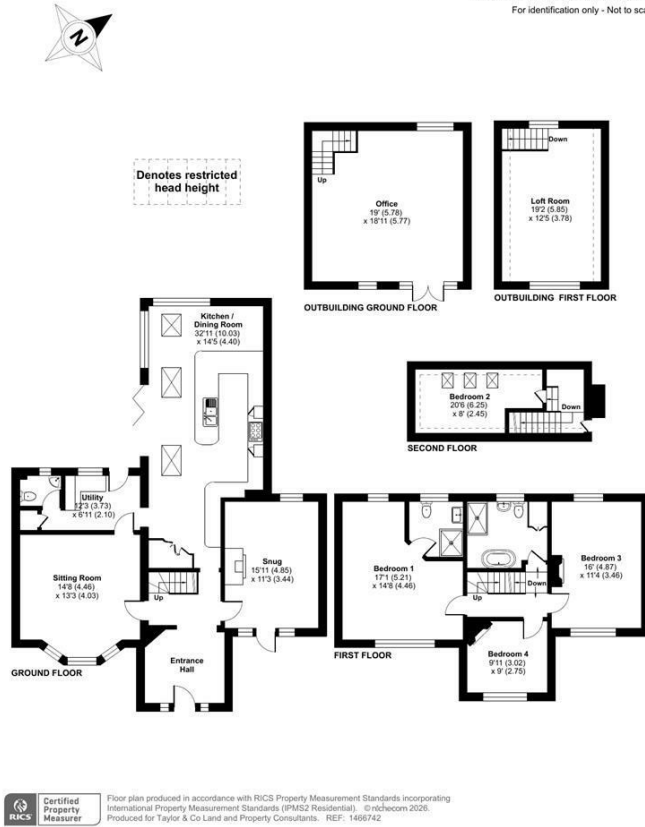 For identification only - Not to sc
N
Denotes restricted
head height
Up
Office
19' (5.78)
x 18'11 (5.77)
OUTBUILDING GROUND FLOOR
Down
Loft Room
19'2 (5.85)
x 12'5 (3.78)
OUTBUILDING FIRST FLOOR
Kitchen /
Dining Room
32'11 (10.03)
x 14'5 (4.40)
Bedroom 2
20'6 (6.25)
x 8' (2.45)
Down
SECOND FLOOR
Utility
12'3 (3.73)
x 6'11 (2.10)
Sitting Room
14'8 (4.46)
x 13'3 (4.03)
Up
Snug
15'11 (4.85)
x 11'3 (3.44)
Entrance
Hall
GROUND FLOOR
Bedroom 1
17'1 (5.21)
x 14'8 (4.46)
Up
Down
Bedroom 3
16' (4.87)
x 11'4 (3.46)
Bedroom 4
9'11 (3.02)
x 9' (2.75)
FIRST FLOOR
RICS
Certified
Property
Measurer
Floor plan produced in accordance with RICS Property Measurement Standards incorporating
International Property Measurement Standards (IPMS2 Residential). ©nichecom 2026.
Produced for Taylor & Co Land and Property Consultants. REF: 1466742